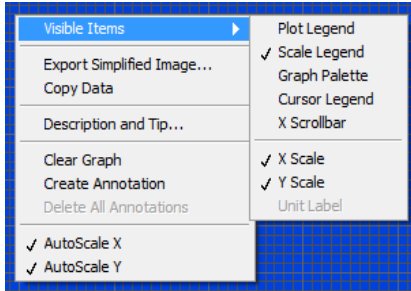 Visible Items
Export Simplified Image...
Copy Data
Description and Tip...
Clear Graph
Create Annotation
Delete All Annotations
AutoScale X
AutoScale Y
Plot Legend
Scale Legend
Graph Palette
Cursor Legend
X Scrollbar
X Scale
Y Scale
Unit Label